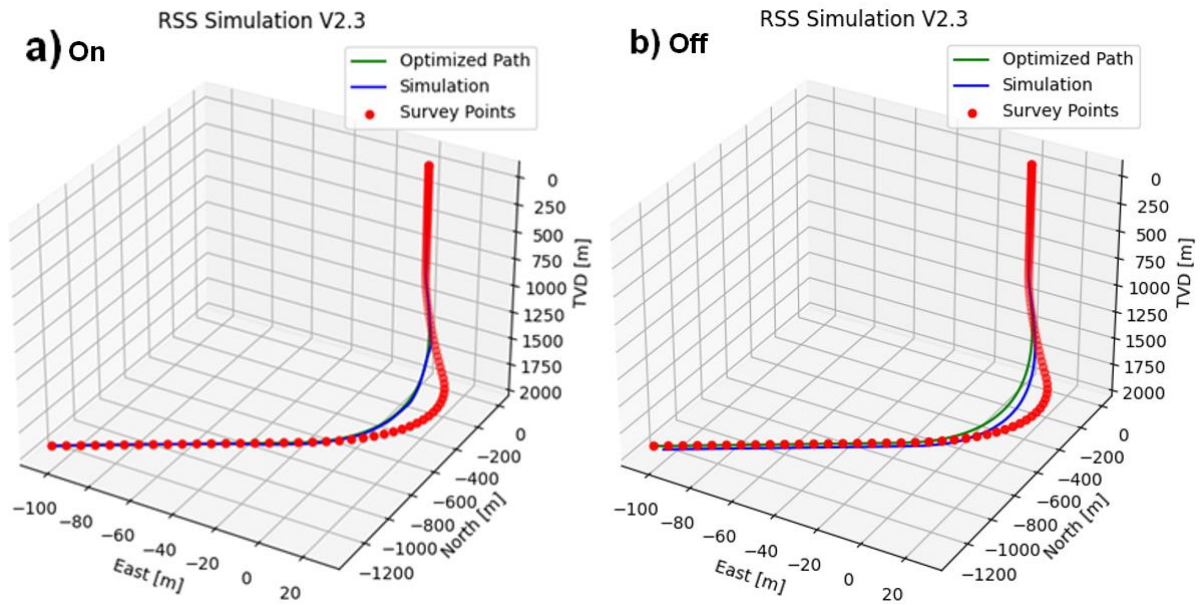 RSS Simulation V2.3
a) On
Optimized Path
Simulation
Survey Points
0
250
500
750
1000
1250
1500
1750
2000
TVD [m]
0
−200
−400
−600
−800
−1000
−1200
North [m]
−100
−80
−60
−40
−20
0
20
East [m]
RSS Simulation V2.3
b) Off
Optimized Path
Simulation
Survey Points
0
250
500
750
1000
1250
1500
1750
2000
TVD [m]
0
−200
−400
−600
−800
−1000
−1200
North [m]
−100
−80
−60
−40
−20
0
20
East [m]